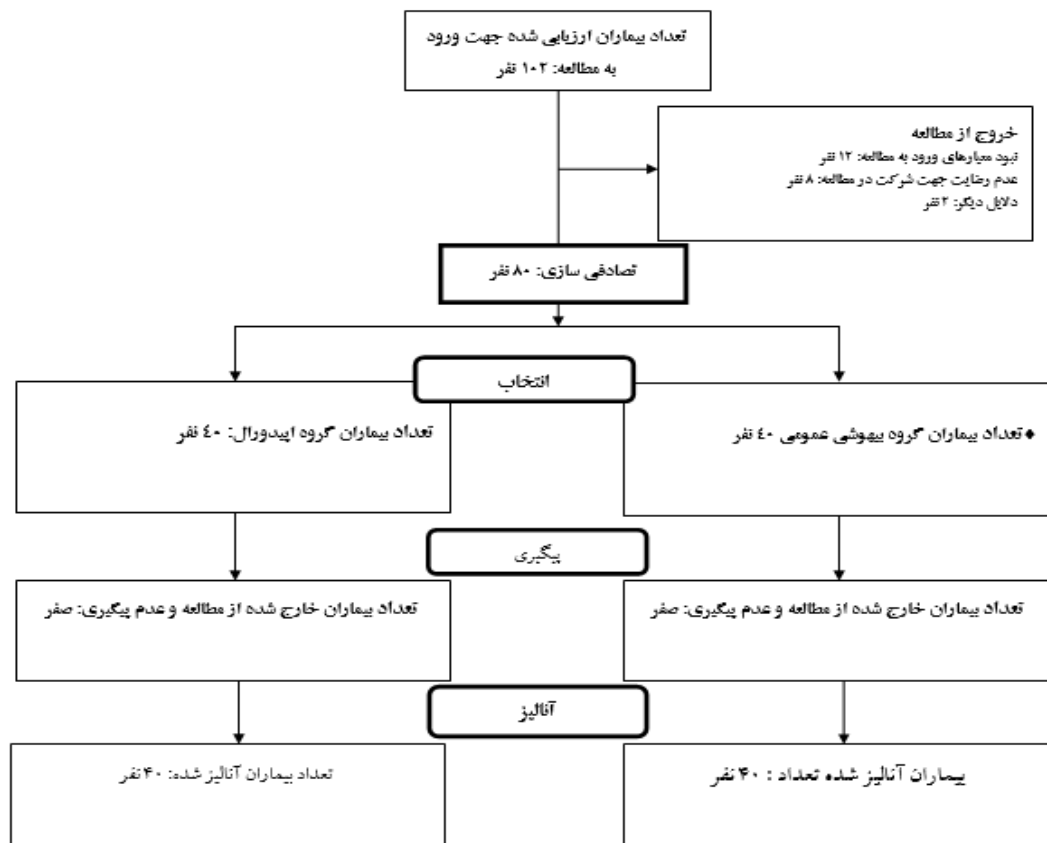 تعداد بیماران ارزیابی شده جهت ورود
به مطالعه: ۱۰۲ نفر
خروج از مطالعه
نبود معیارهای ورود به مطالعه: ۱۲ نفر
عدم رضایت جهت شرکت در مطالعه: ۸ نفر
دلایل دیگر: ۲ نفر
تصادفی سازی: ۸۰ نفر
انتخاب
♦ تعداد بیماران گروه بیهوشی عمومی ٤٠ نفر
تعداد بیماران گروه اپیدورال: ٤٠ نفر
پیگیری
تعداد بیماران خارج شده از مطالعه و عدم پیگیری: صفر
تعداد بیماران خارج شده از مطالعه و عدم پیگیری: صفر
آنالیز
بیماران آنالیز شده تعداد : ۴۰ نفر
تعداد بیماران آنالیز شده: ۴۰ نفر